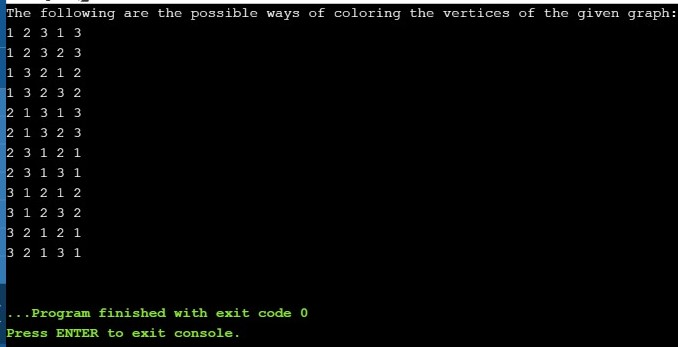 The following are the possible ways of coloring the vertices of the given graph:
1 2 3 1 3
1 2 3 2 3
1 3 2 1 2
1 3 2 3 2
2 1 3 1 3
2 1 3 2 3
2 3 1 2 1
2 3 1 3 1
3 1 2 1 2
3 1 2 3 2
3 2 1 2 1
3 2 1 3 1
...Program finished with exit code 0
Press ENTER to exit console.